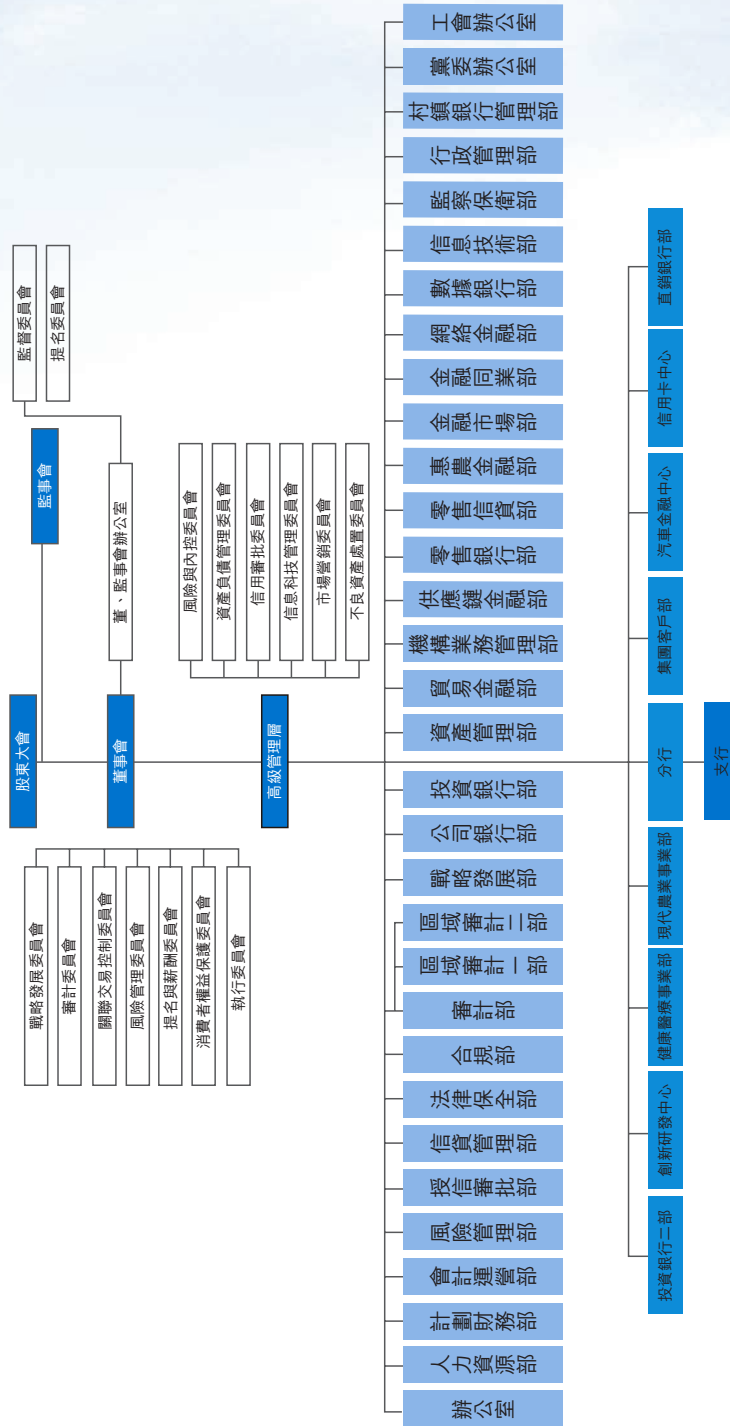 股東大會
監事會
監督委員會
提名委員會
董事會
董、監事會辦公室
戰略發展委員會
審計委員會
關聯交易控制委員會
風險管理委員會
提名與薪酬委員會
消費者權益保護委員會
執行委員會
高級管理層
風險與內控委員會
資產負債管理委員會
信用審批委員會
信息科技管理委員會
市場營銷委員會
不良資產處置委員會
辦公室
人力資源部
計劃財務部
會計運營部
風險管理部
授信審批部
信貸管理部
法律保全部
合規部
審計部
區域審計一部
區域審計二部
戰略發展部
公司銀行部
投資銀行部
資產管理部
貿易金融部
機構業務管理部
供應鏈金融部
零售銀行部
零售信貸部
惠農金融部
金融市場部
金融同業部
網絡金融部
數據銀行部
信息技術部
監察保衛部
行政管理部
村鎮銀行管理部
黨委辦公室
工會辦公室
投資銀行二部
創新研發中心
健康醫療事業部
現代農業事業部
分行
集團客戶部
汽車金融中心
信用卡中心
直銷銀行部
支行